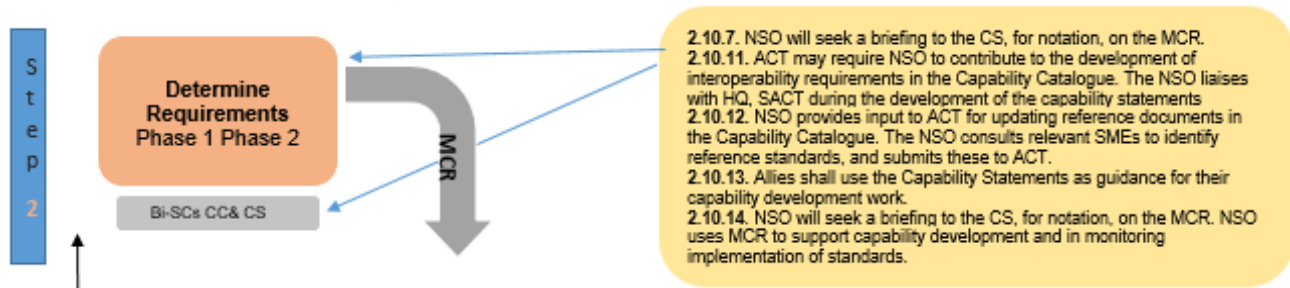 S
t
e
p
2
Determine
Requirements
Phase 1 Phase 2
Bi-SCs CC& CS
MCR
2.10.7. NSO will seek a briefing to the CS, for notation, on the MCR.
2.10.11. ACT may require NSO to contribute to the development of
interoperability requirements in the Capability Catalogue. The NSO liaises
with HQ, SACT during the development of the capability statements
2.10.12. NSO provides input to ACT for updating reference documents in
the Capability Catalogue. The NSO consults relevant SMEs to identify
reference standards, and submits these to ACT.
2.10.13. Allies shall use the Capability Statements as guidance for their
capability development work.
2.10.14. NSO will seek a briefing to the CS, for notation, on the MCR. NSO
uses MCR to support capability development and in monitoring
implementation of standards.